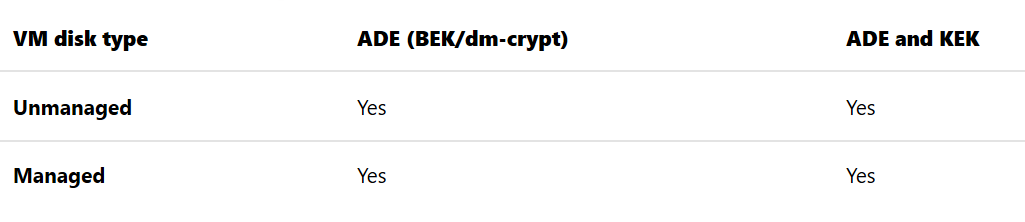 VM disk type ADE (BEK/dm-crypt) ADE and KEK
Unmanaged Yes Yes
Managed Yes Yes